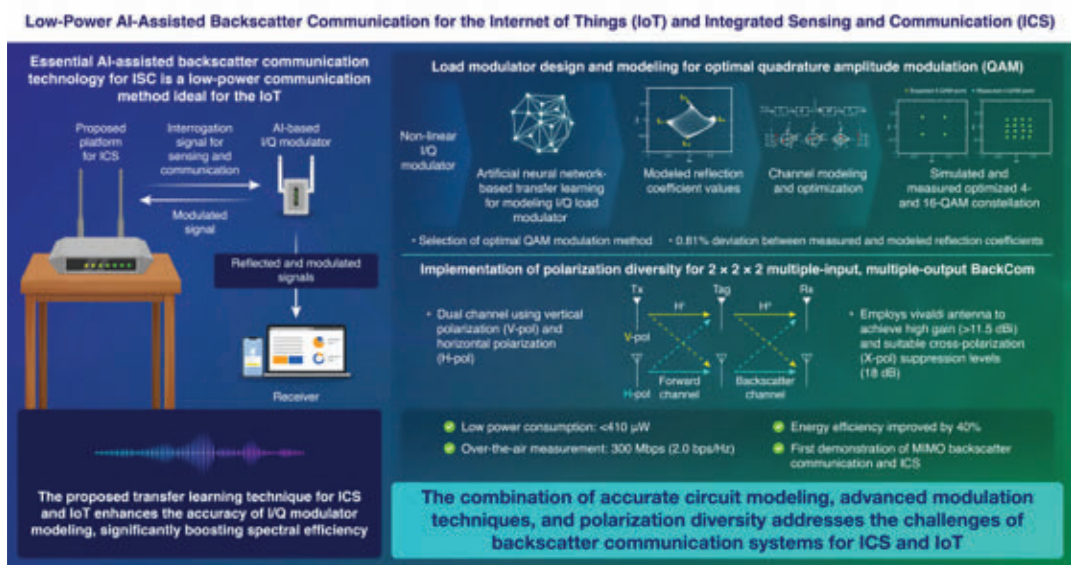 Low-Power AI-Assisted Backscatter Communication for the Internet of Things (IoT) and Integrated Sensing and Communication (ICS)
Essential AI-assisted backscatter communication
technology for ISC is a low-power communication
method ideal for the IoT
Proposed
platform
for ICS
Interrogation
signal for
sensing and
communication
AI-based
I/Q modulator
Modulated
signal
Reflected and modulated
signals
Receiver
The proposed transfer learning technique for ICS
and IoT enhances the accuracy of I/Q modulator
modeling, significantly boosting spectral efficiency
Load modulator design and modeling for optimal quadrature amplitude modulation (QAM)
Non-linear
I/Q
modulator
Artificial neural network-
based transfer learning
for modeling I/Q load
modulator
Modeled reflection
coefficient values
Channel modeling
and optimization
Simulated and
measured optimized 4-
and 16-QAM constellation
• Selection of optimal QAM modulation method
• 0.81% deviation between measured and modeled reflection coefficients
Implementation of polarization diversity for 2 × 2 × 2 multiple-input, multiple-output BackCom
• Dual channel using vertical
polarization (V-pol) and
horizontal polarization
(H-pol)
Tx
Tag
Rx
V-pol
H-pol
Forward
channel
Backscatter
channel
• Employs vivaldi antenna to
achieve high gain (>11.5 dBi)
and suitable cross-polarization
(X-pol) suppression levels
(18 dB)
Low power consumption: <410 μW
Over-the-air measurement: 300 Mbps (2.0 bps/Hz)
Energy efficiency improved by 40%
First demonstration of MIMO backscatter
communication and ICS
The combination of accurate circuit modeling, advanced modulation
techniques, and polarization diversity addresses the challenges of
backscatter communication systems for ICS and IoT